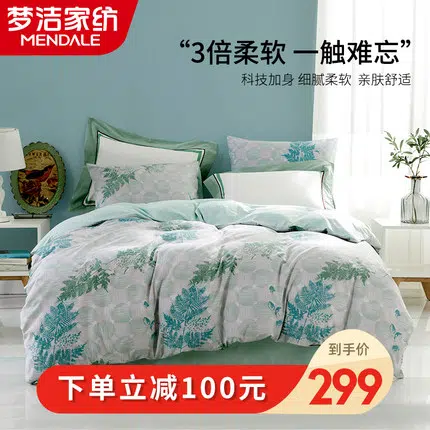 梦洁家纺
MENDALE
“3倍柔软 一触难忘”
科技加身 细腻柔软 亲肤舒适
下单立减100元
到手价
299